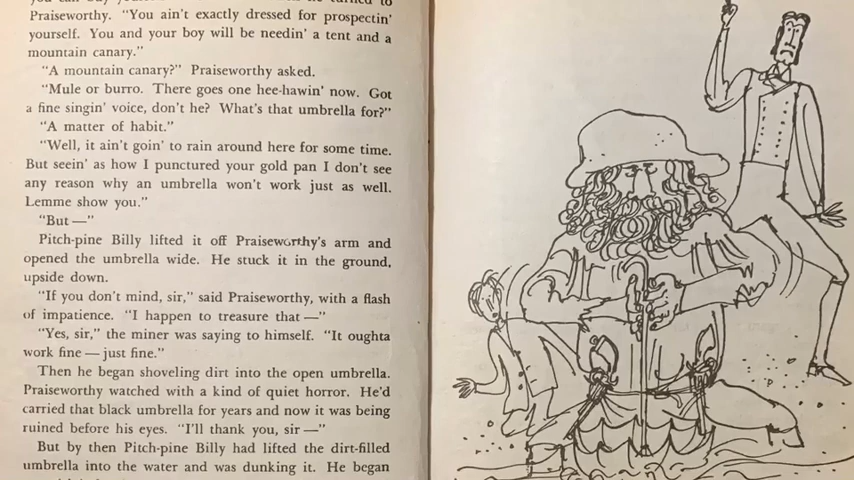 Praiseworthy. "You ain't exactly dressed for prospectin'
yourself. You and your boy will be needin' a tent and a
mountain canary."
"A mountain canary?" Praiseworthy asked.
"Mule or burro. There goes one hee-hawin' now. Got
a fine singin' voice, don't he? What's that umbrella for?"
"A matter of habit."
"Well, it ain't goin' to rain around here for some time.
But seein' as how I punctured your gold pan I don't see
any reason why an umbrella won't work just as well.
Lemme show you."
"But —"
Pitch-pine Billy lifted it off Praiseworthy's arm and
opened the umbrella wide. He stuck it in the ground,
upside down.
"If you don't mind, sir," said Praiseworthy, with a flash
of impatience. "I happen to treasure that —"
"Yes, sir," the miner was saying to himself. "It oughta
work fine — just fine."
Then he began shoveling dirt into the open umbrella.
Praiseworthy watched with a kind of quiet horror. He'd
carried that black umbrella for years and now it was being
ruined before his eyes. "I'll thank you, sir —"
But by then Pitch-pine Billy had lifted the dirt-filled
umbrella into the water and was dunking it. He began